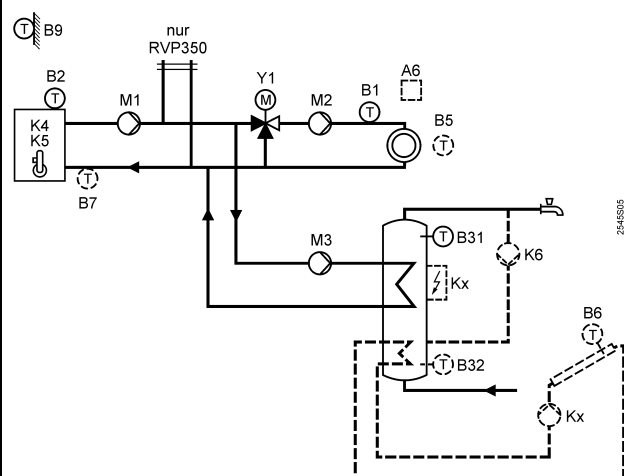 T B9
nur
RVP350
B2
T
M1
Y1
M
M2
B1
T
A6
K4
K5
B5
T
T
B7
2545S05
M3
T B31
K6
Kx
B6
T
T B32
Kx